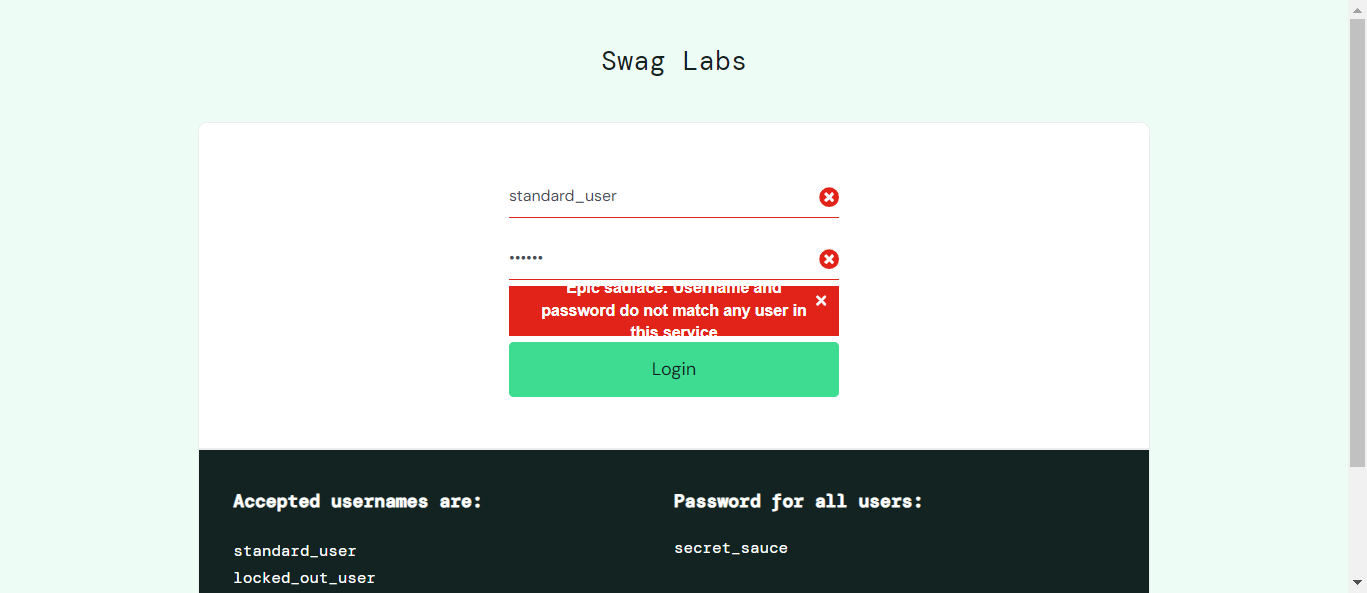 Swag Labs
standard_user
••••••
Epic sadface: Username and
password do not match any user in
this service
Login
Accepted usernames are:
standard_user
locked_out_user
Password for all users:
secret_sauce